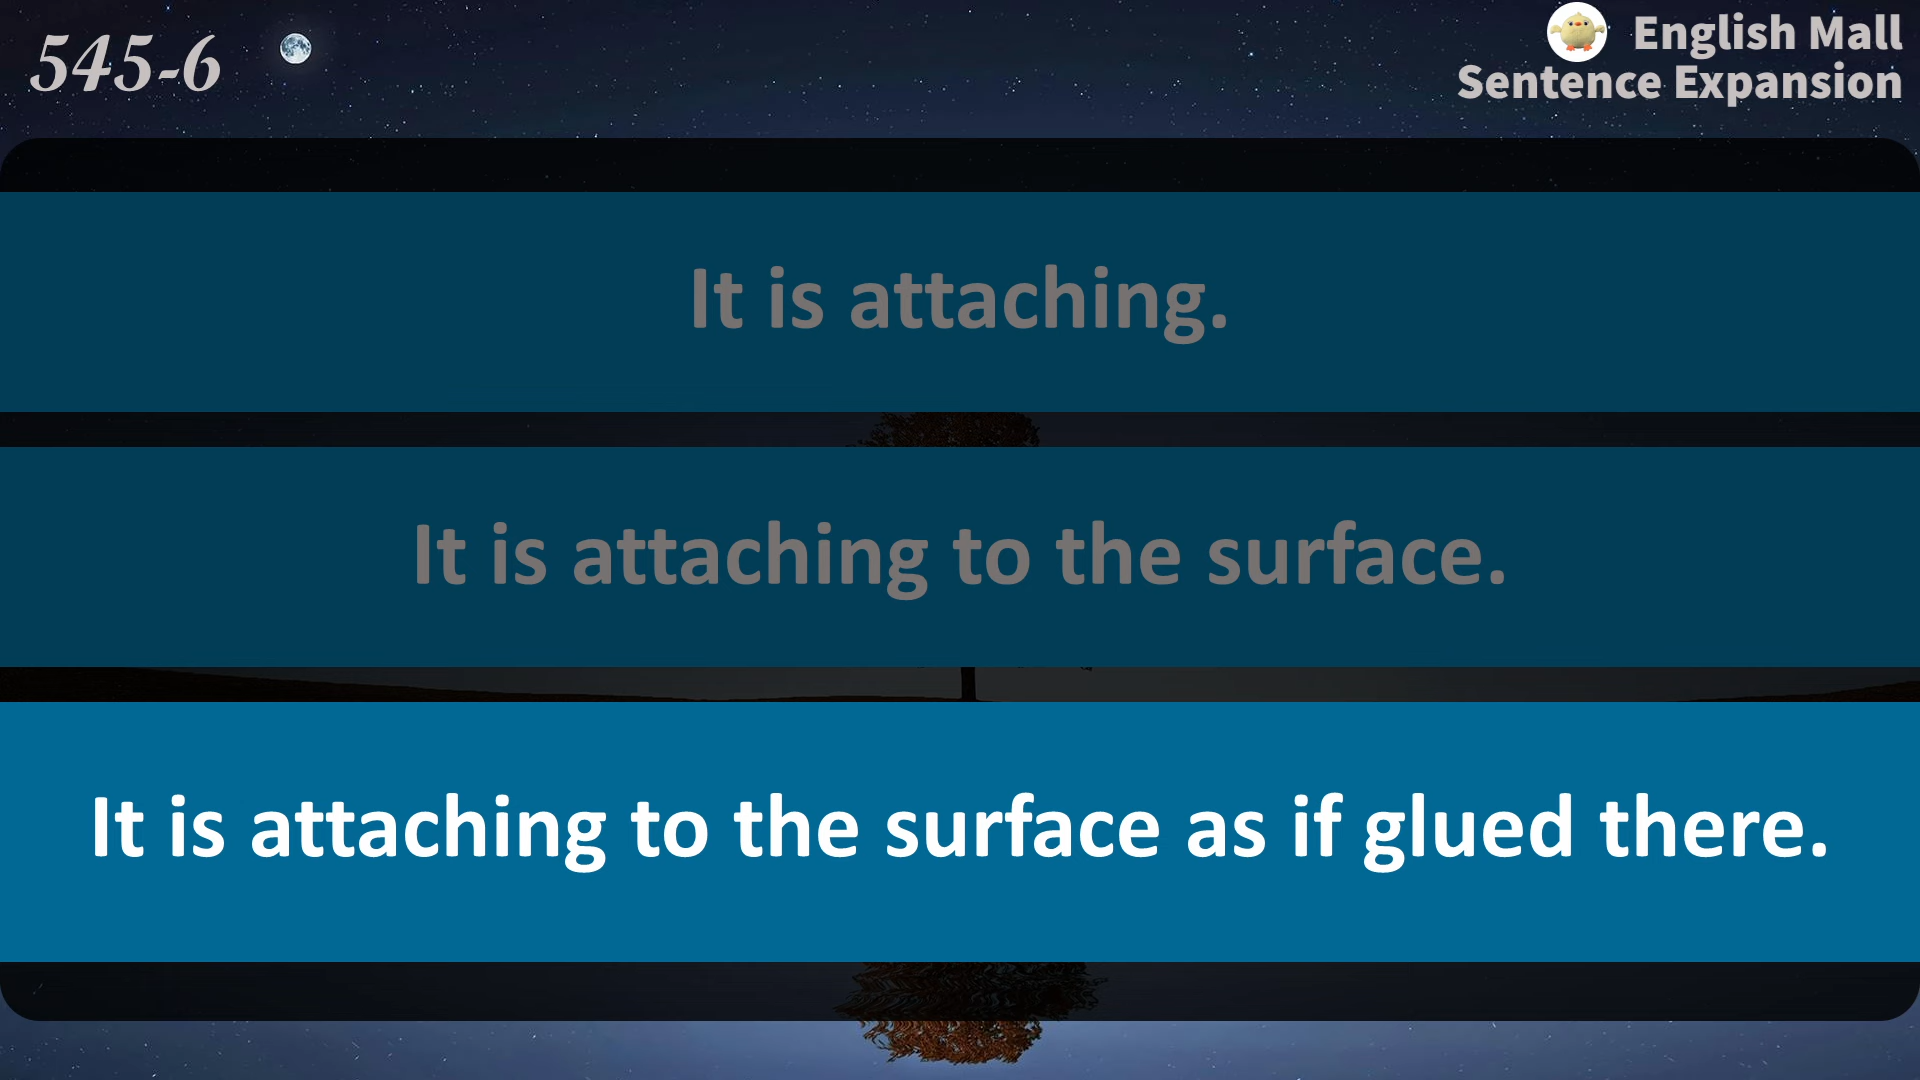 545-6
English Mall
Sentence Expansion
It is attaching.
It is attaching to the surface.
It is attaching to the surface as if glued there.